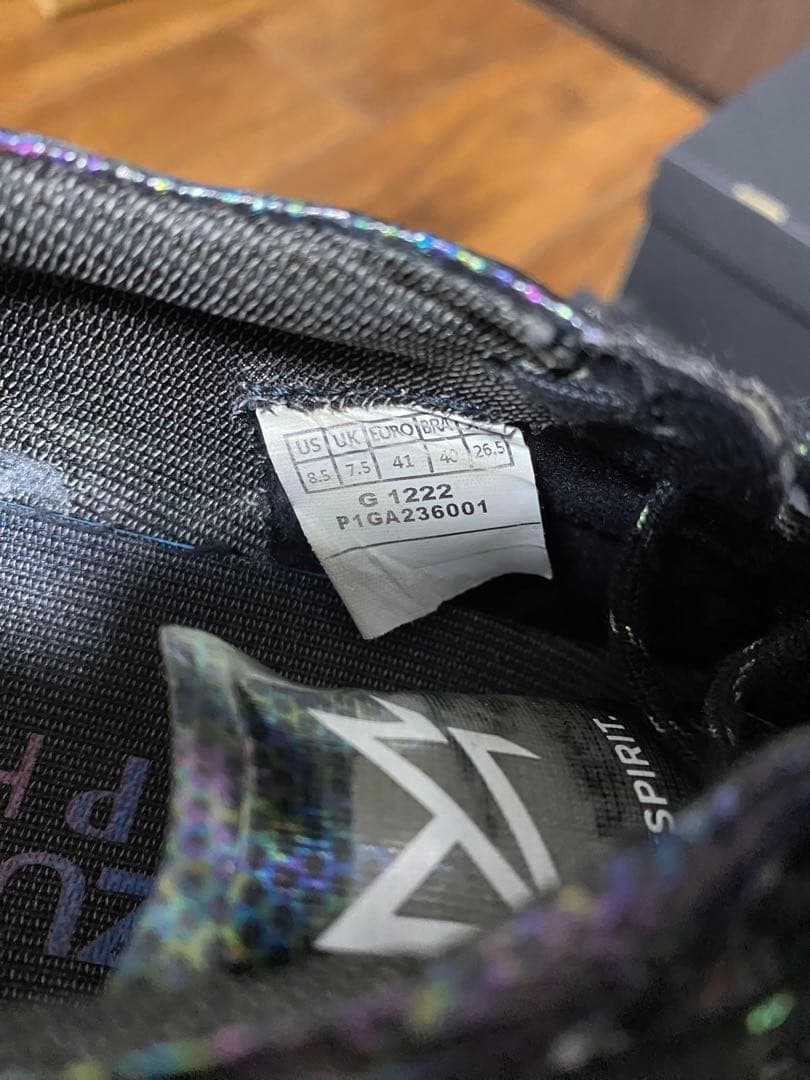 US UK EURO BRA
8.5 7.5 41 40 26.5
G 1222
P1GA236001
SPIRIT.